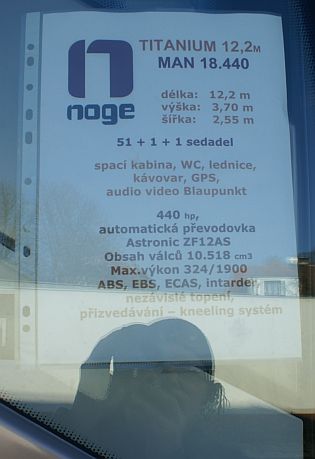 TITANIUM 12,2M
MAN 18.440
noge
délka: 12,2 m
výška: 3,70 m
šířka: 2,55 m
51 + 1 + 1 sedadel
spací kabina, WC, lednice,
kávovar, GPS,
audio video Blaupunkt
440 hp,
automatická převodovka
Astronic ZF12AS
Obsah válců 10.518 cm3
Max.výkon 324/1900
ABS, EBS, ECAS, intarder
nezávislé topení,
přizvedávání – kneeling systém